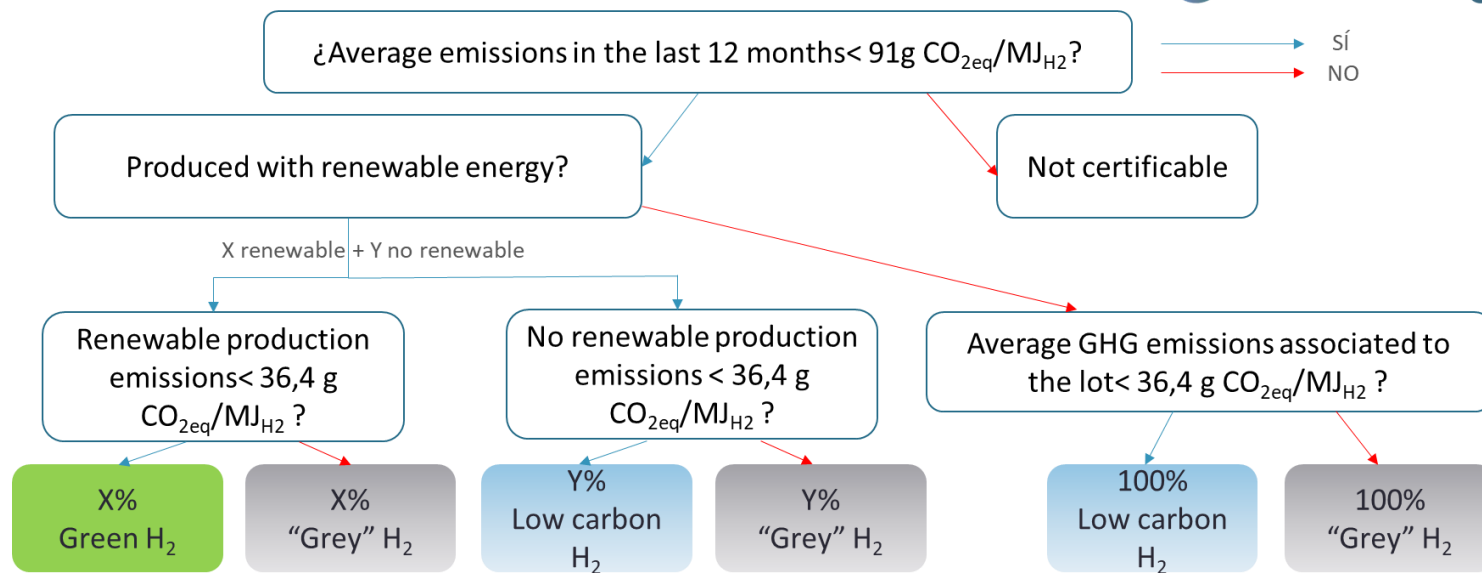 ¿Average emissions in the last 12 months< 91g CO2eq/MJH2?
SÍ
NO
Produced with renewable energy?
Not certificable
X renewable + Y no renewable
Renewable production
emissions< 36,4 g
CO2eq/MJH2 ?
No renewable production
emissions < 36,4 g
CO2eq/MJH2 ?
Average GHG emissions associated to
the lot< 36,4 g CO2eq/MJH2 ?
X%
Green H2
X%
“Grey” H2
Y%
Low carbon
H2
Y%
“Grey” H2
100%
Low carbon
H2
100%
“Grey” H2